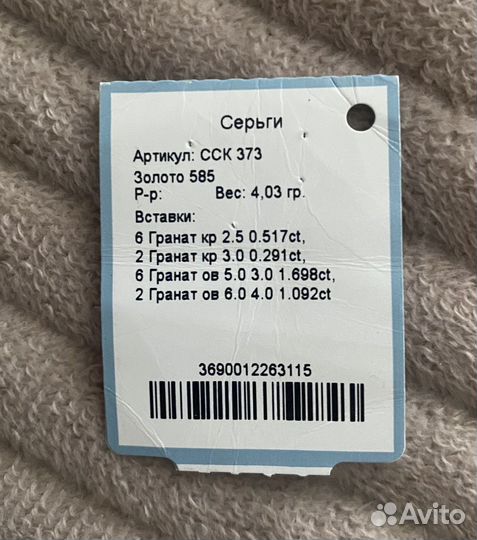 Серьги
Артикул: ССК 373
Золото 585
Р-р: Вес: 4,03 гр.
Вставки:
6 Гранат кр 2.5 0.517ct,
2 Гранат кр 3.0 0.291ct,
6 Гранат ов 5.0 3.0 1.698ct,
2 Гранат ов 6.0 4.0 1.092ct
3690012263115
Avito